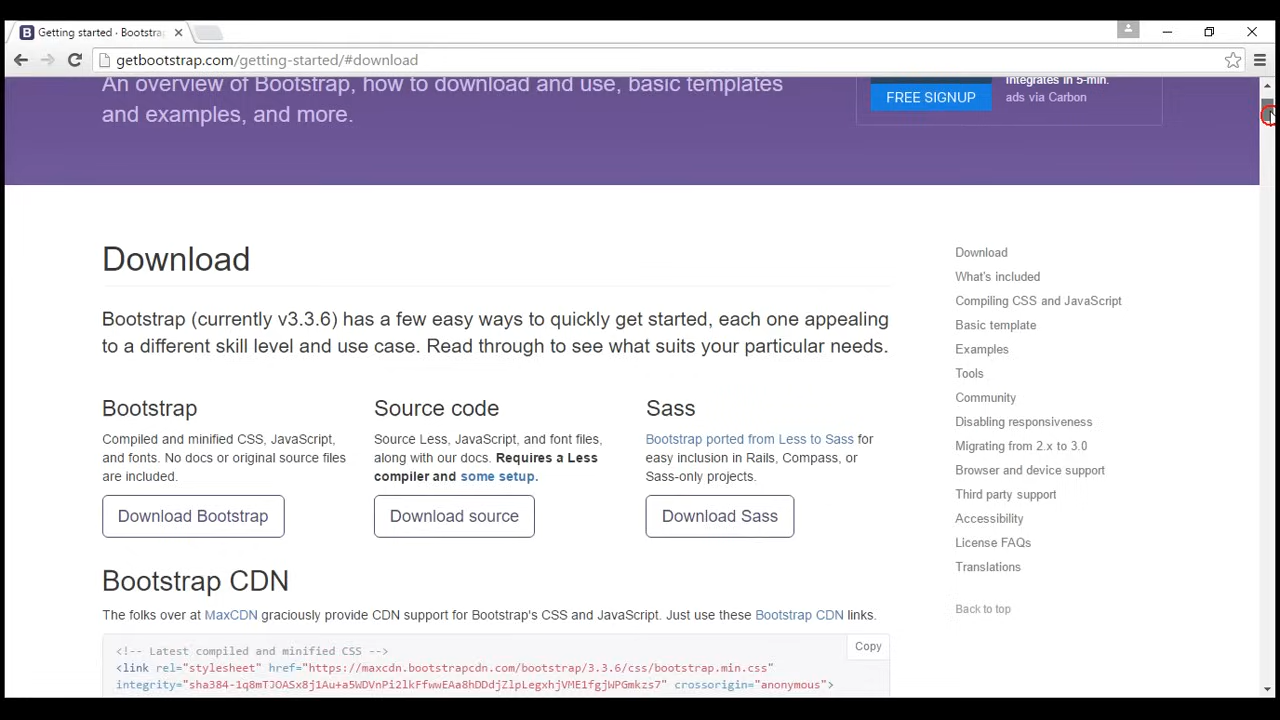 Getting started · Bootstra
getbootstrap.com/getting-started/#download
An overview of Bootstrap, how to download and use, basic templates
and examples, and more.
Integrates in 5-min.
FREE SIGNUP
ads via Carbon
Download
Bootstrap (currently v3.3.6) has a few easy ways to quickly get started, each one appealing
to a different skill level and use case. Read through to see what suits your particular needs.
Bootstrap
Compiled and minified CSS, JavaScript,
and fonts. No docs or original source files
are included.
Download Bootstrap
Source code
Source Less, JavaScript, and font files,
along with our docs. Requires a Less
compiler and some setup.
Download source
Sass
Bootstrap ported from Less to Sass for
easy inclusion in Rails, Compass, or
Sass-only projects.
Download Sass
Bootstrap CDN
The folks over at MaxCDN graciously provide CDN support for Bootstrap's CSS and JavaScript. Just use these Bootstrap CDN links.
Copy
<!-- Latest compiled and minified CSS -->
<link rel="stylesheet" href="https://maxcdn.bootstrapcdn.com/bootstrap/3.3.6/css/bootstrap.min.css"
integrity="sha384-1q8mTJOASx8j1Au+a5WDVnPi2lkFfwwEAa8hDDdjZlpLegxhjVME1fgjWPGmkzs7" crossorigin="anonymous">
Download
What's included
Compiling CSS and JavaScript
Basic template
Examples
Tools
Community
Disabling responsiveness
Migrating from 2.x to 3.0
Browser and device support
Third party support
Accessibility
License FAQs
Translations
Back to top